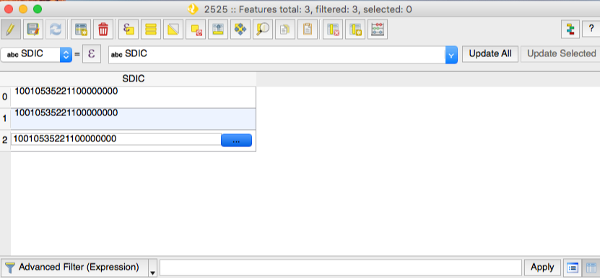 2525 :: Features total: 3, filtered: 3, selected: 0
abc SDIC = ε abc SDIC Update All Update Selected
SDIC
0 10010535221100000000
1 10010535221100000000
2 10010535221100000000 ...
Advanced Filter (Expression) Apply